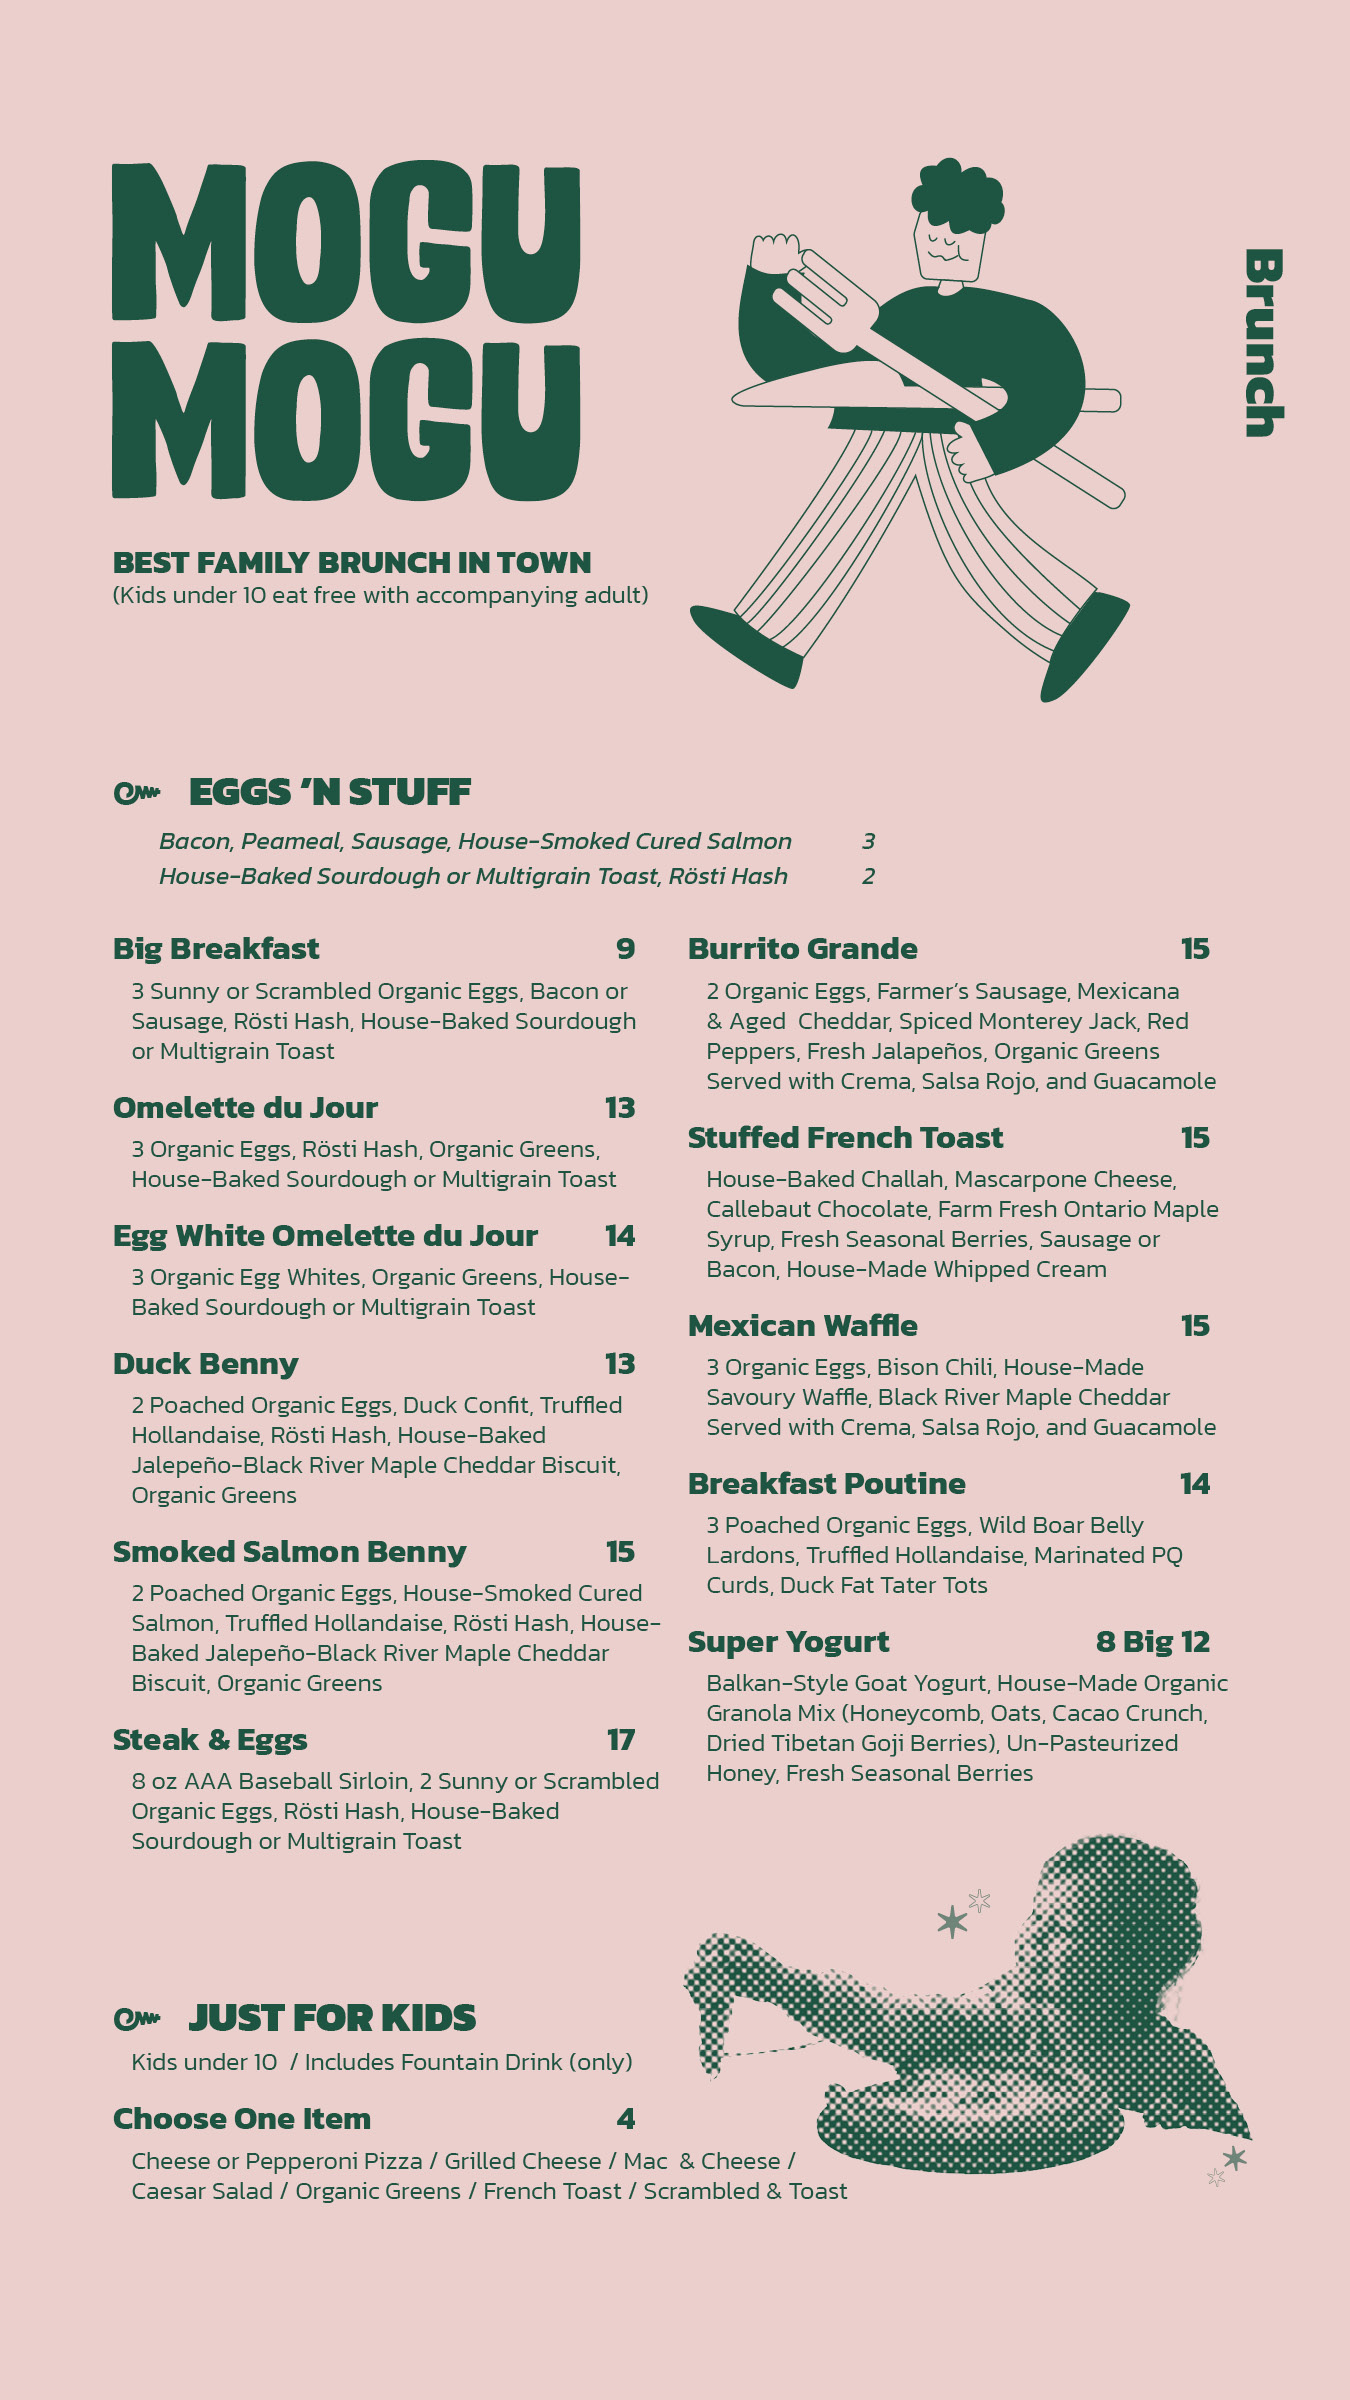 MOGU
MOGU
Brunch
BEST FAMILY BRUNCH IN TOWN
(Kids under 10 eat free with accompanying adult)
EGGS ’N STUFF
Bacon, Peameal, Sausage, House-Smoked Cured Salmon 3
House-Baked Sourdough or Multigrain Toast, Rösti Hash 2
Big Breakfast 9
3 Sunny or Scrambled Organic Eggs, Bacon or
Sausage, Rösti Hash, House-Baked Sourdough
or Multigrain Toast
Omelette du Jour 13
3 Organic Eggs, Rösti Hash, Organic Greens,
House-Baked Sourdough or Multigrain Toast
Egg White Omelette du Jour 14
3 Organic Egg Whites, Organic Greens, House-
Baked Sourdough or Multigrain Toast
Duck Benny 13
2 Poached Organic Eggs, Duck Confit, Truffled
Hollandaise, Rösti Hash, House-Baked
Jalepeño-Black River Maple Cheddar Biscuit,
Organic Greens
Smoked Salmon Benny 15
2 Poached Organic Eggs, House-Smoked Cured
Salmon, Truffled Hollandaise, Rösti Hash, House-
Baked Jalepeño-Black River Maple Cheddar
Biscuit, Organic Greens
Steak & Eggs 17
8 oz AAA Baseball Sirloin, 2 Sunny or Scrambled
Organic Eggs, Rösti Hash, House-Baked
Sourdough or Multigrain Toast
Burrito Grande 15
2 Organic Eggs, Farmer’s Sausage, Mexicana
& Aged Cheddar, Spiced Monterey Jack, Red
Peppers, Fresh Jalapeños, Organic Greens
Served with Crema, Salsa Rojo, and Guacamole
Stuffed French Toast 15
House-Baked Challah, Mascarpone Cheese,
Callebaut Chocolate, Farm Fresh Ontario Maple
Syrup, Fresh Seasonal Berries, Sausage or
Bacon, House-Made Whipped Cream
Mexican Waffle 15
3 Organic Eggs, Bison Chili, House-Made
Savoury Waffle, Black River Maple Cheddar
Served with Crema, Salsa Rojo, and Guacamole
Breakfast Poutine 14
3 Poached Organic Eggs, Wild Boar Belly
Lardons, Truffled Hollandaise, Marinated PQ
Curds, Duck Fat Tater Tots
Super Yogurt 8 Big 12
Balkan-Style Goat Yogurt, House-Made Organic
Granola Mix (Honeycomb, Oats, Cacao Crunch,
Dried Tibetan Goji Berries), Un-Pasteurized
Honey, Fresh Seasonal Berries
JUST FOR KIDS
Kids under 10 / Includes Fountain Drink (only)
Choose One Item 4
Cheese or Pepperoni Pizza / Grilled Cheese / Mac & Cheese /
Caesar Salad / Organic Greens / French Toast / Scrambled & Toast